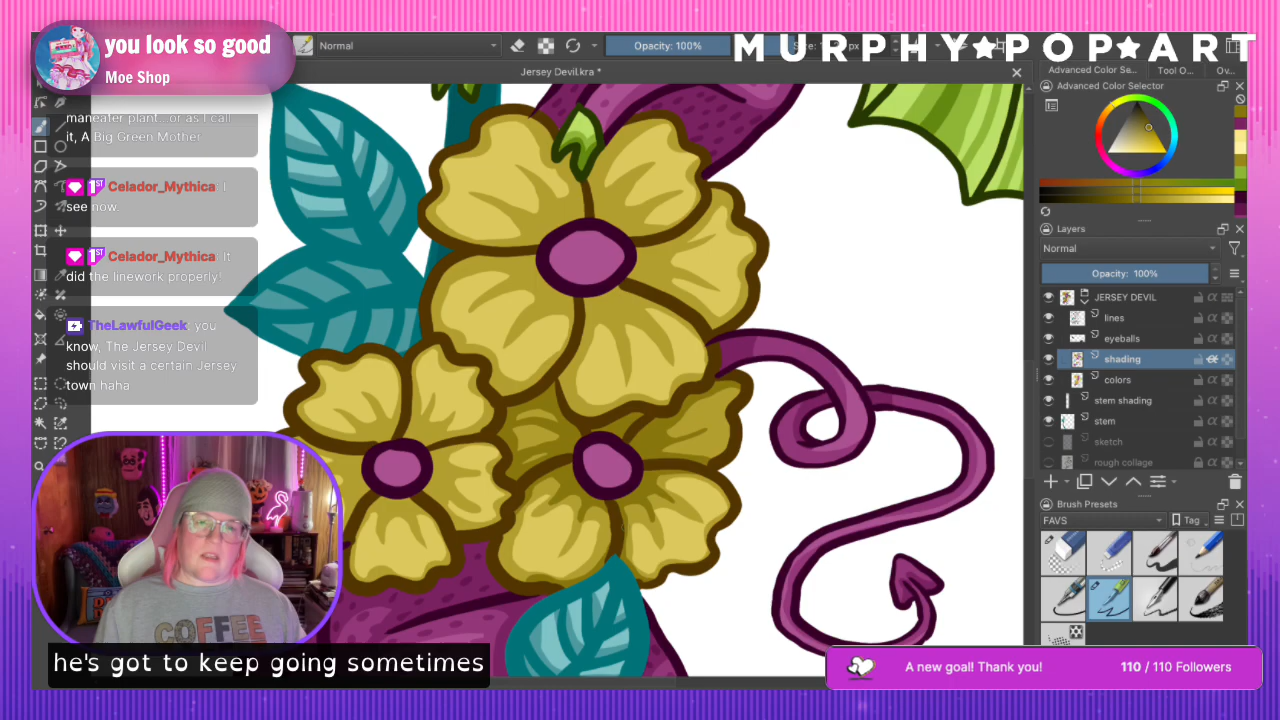 you look so good
Moe Shop
MURPHY★POP★ART
Normal
Opacity: 100%
Jersey Devil.kra *
Advanced Color Se...
Tool O...
Ov...
Advanced Color Selector
maneater plant...or as I call
it, A Big Green Mother
1ST Celador_Mythica: I
see now.
1ST Celador_Mythica: It
did the linework properly!
TheLawfulGeek: you
know, The Jersey Devil
should visit a certain Jersey
town haha
Layers
Normal
Opacity: 100%
JERSEY DEVIL
lines
eyeballs
shading
colors
stem shading
stem
sketch
rough collage
Brush Presets
FAVS
Tag
COFFEE
he's got to keep going sometimes
A new goal! Thank you!
110 / 110 Followers